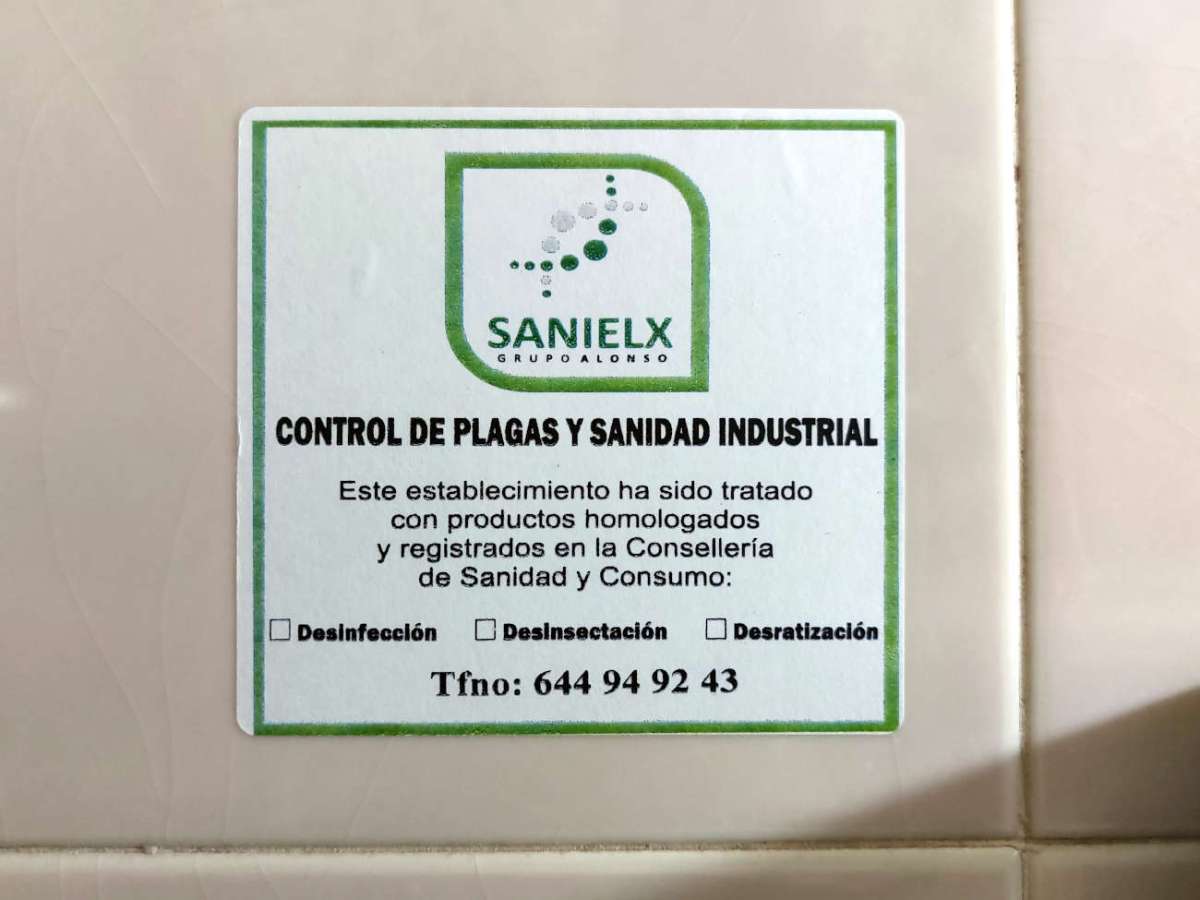 SANIELX
GRUPO ALONSO
CONTROL DE PLAGAS Y SANIDAD INDUSTRIAL
Este establecimiento ha sido tratado
con productos homologados
y registrados en la Consellería
de Sanidad y Consumo:
Desinfección Desinsectación Desratización
Tfno: 644 94 92 43